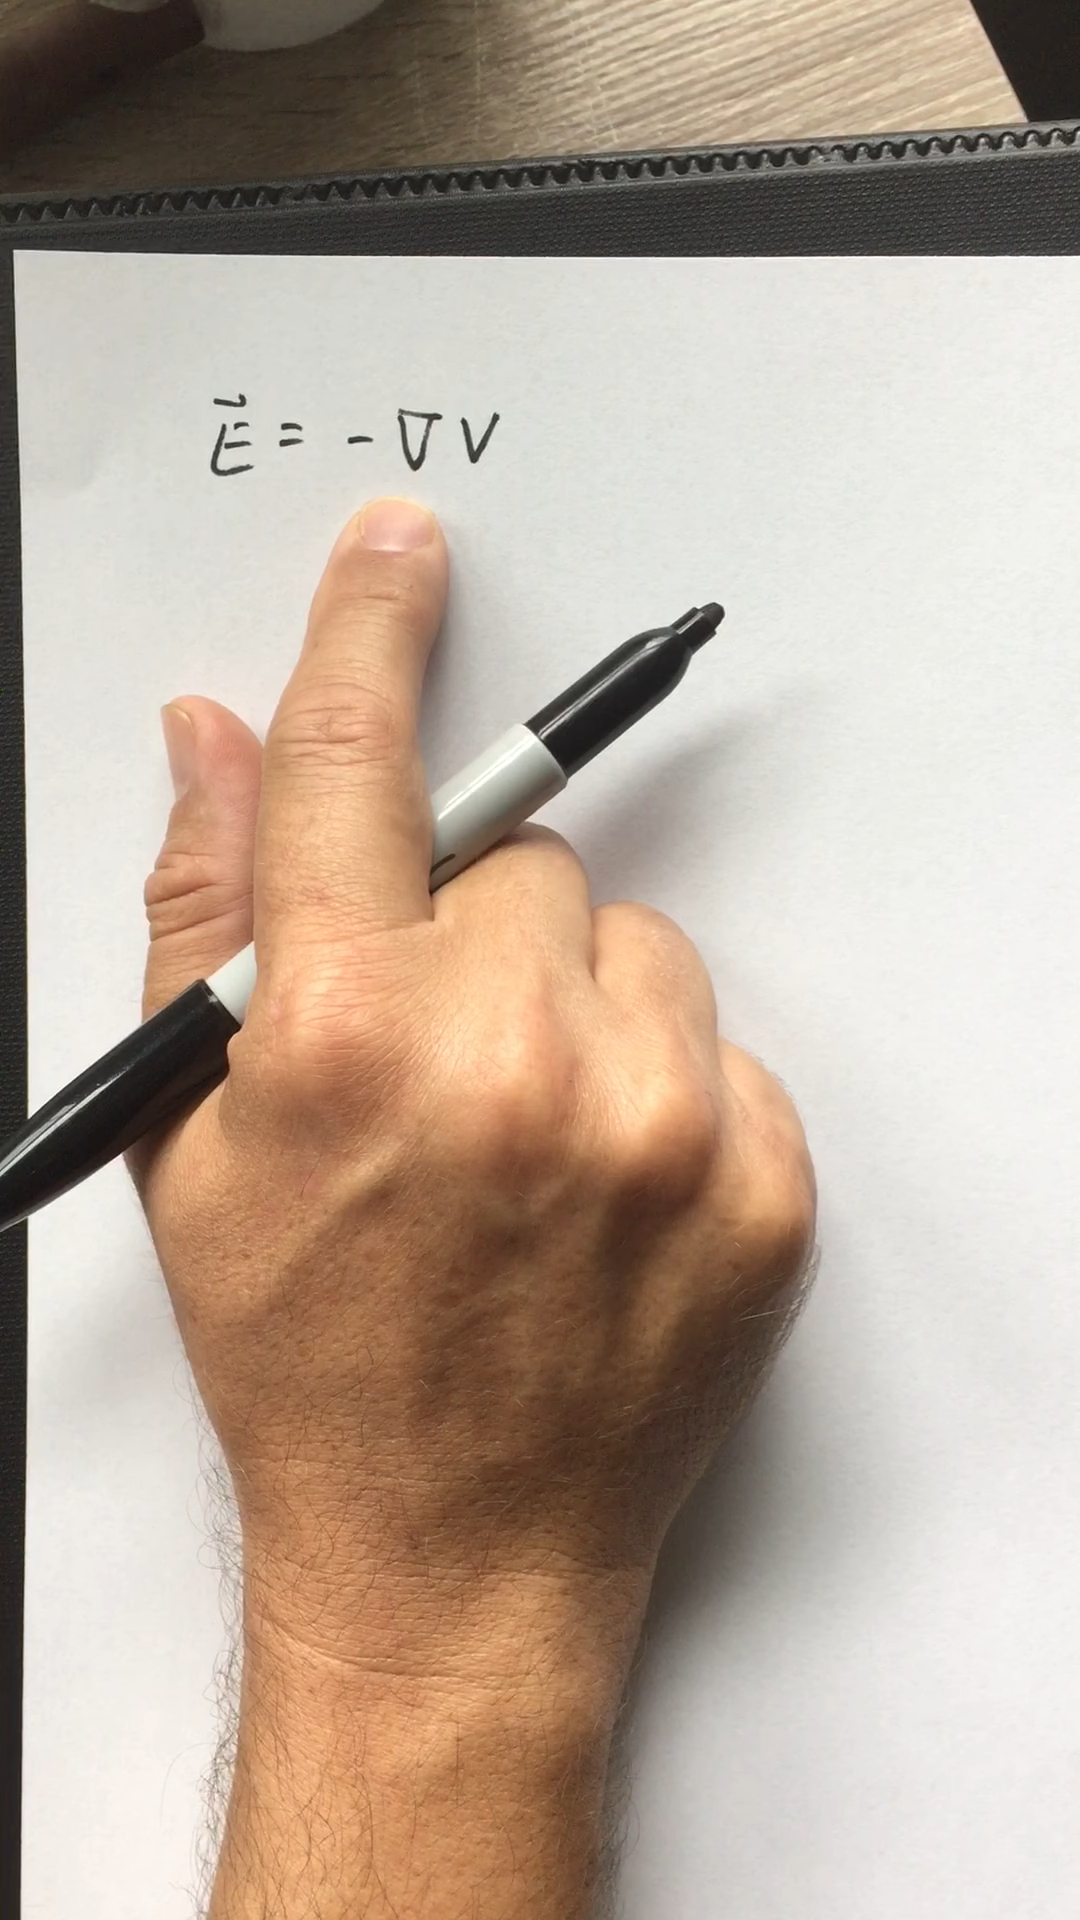 E⃗ = - ∇ V